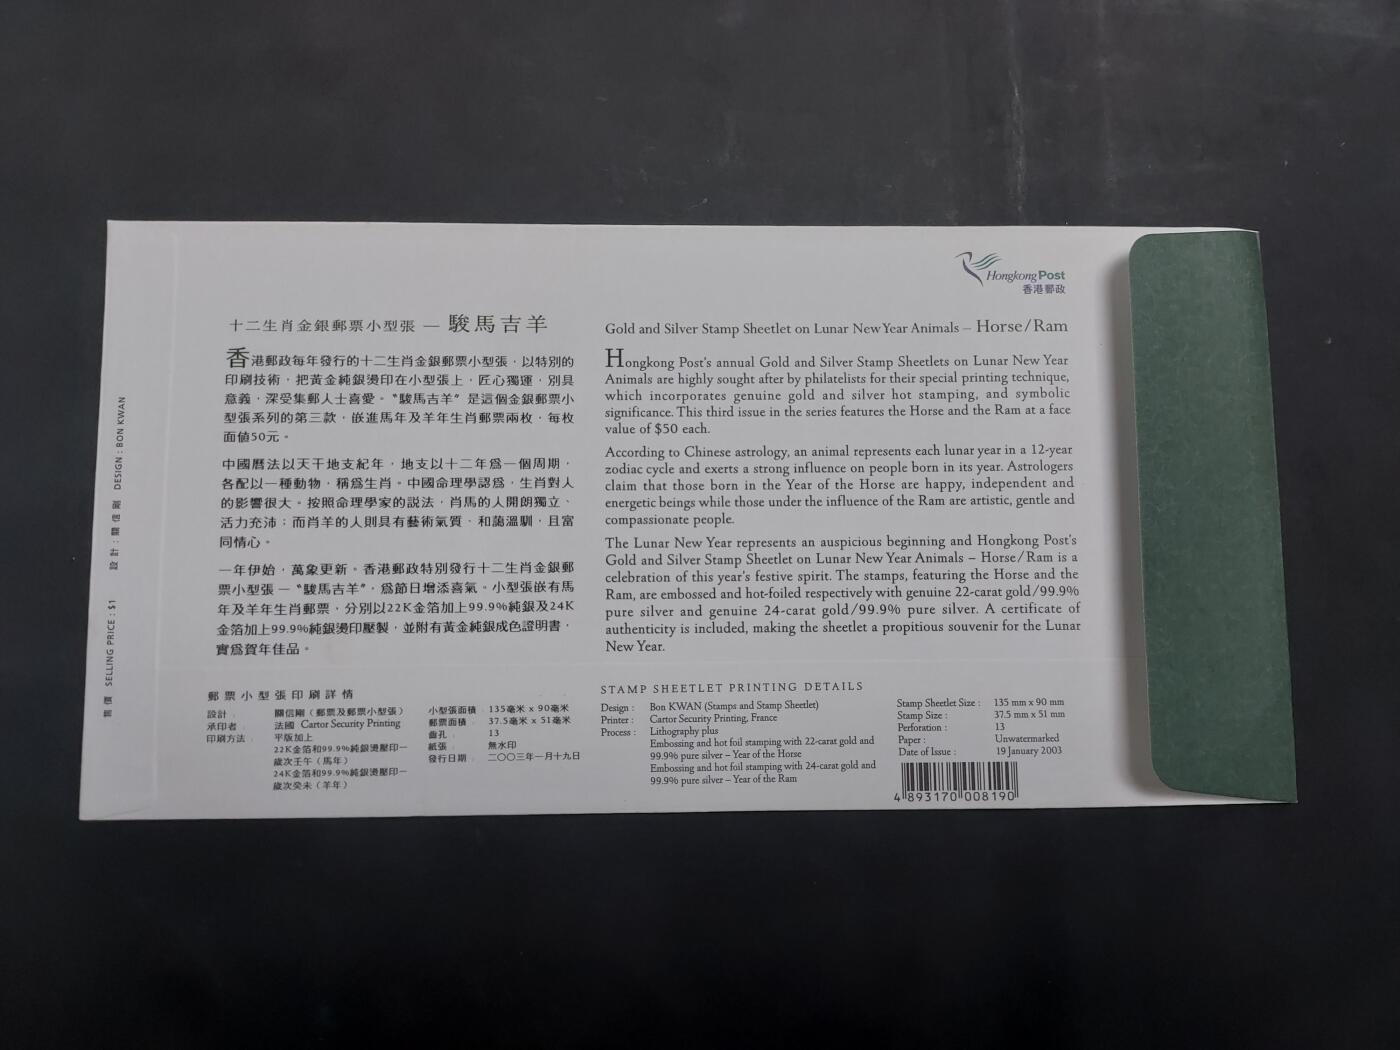 Hongkong Post
香港郵政
十二生肖金銀郵票小型張 — 駿馬吉羊
香港郵政每年發行的十二生肖金銀郵票小型張，以特別的
印刷技術，把黃金純銀燙印在小型張上，匠心獨運，別具
意義，深受集郵人士喜愛。“駿馬吉羊”是這個金銀郵票小
型張系列的第三款，嵌進馬年及羊年生肖郵票兩枚，每枚
面值50元。
中國曆法以天干地支紀年，地支以十二年爲一個周期，
各配以一種動物，稱爲生肖。中國命理學認爲，生肖對人
的影響很大。按照命理學家的說法，肖馬的人開朗獨立、
活力充沛；而肖羊的人則具有藝術氣質、和藹溫馴，且富
同情心。
一年伊始，萬象更新。香港郵政特別發行十二生肖金銀郵
票小型張 — “駿馬吉羊”，爲節日增添喜氣。小型張嵌有馬
年及羊年生肖郵票，分別以22K金箔加上99.9%純銀及24K
金箔加上99.9%純銀燙印壓製，並附有黃金純銀成色證明書，
實爲賀年佳品。
Gold and Silver Stamp Sheetlet on Lunar New Year Animals – Horse/Ram
Hongkong Post's annual Gold and Silver Stamp Sheetlets on Lunar New Year
Animals are highly sought after by philatelists for their special printing technique,
which incorporates genuine gold and silver hot stamping, and symbolic
significance. This third issue in the series features the Horse and the Ram at a face
value of $50 each.
According to Chinese astrology, an animal represents each lunar year in a 12-year
zodiac cycle and exerts a strong influence on people born in its year. Astrologers
claim that those born in the Year of the Horse are happy, independent and
energetic beings while those under the influence of the Ram are artistic, gentle and
compassionate people.
The Lunar New Year represents an auspicious beginning and Hongkong Post's
Gold and Silver Stamp Sheetlet on Lunar New Year Animals – Horse/Ram is a
celebration of this year's festive spirit. The stamps, featuring the Horse and the
Ram, are embossed and hot-foiled respectively with genuine 22-carat gold/99.9%
pure silver and genuine 24-carat gold/99.9% pure silver. A certificate of
authenticity is included, making the sheetlet a propitious souvenir for the Lunar
New Year.
郵票小型張印刷詳情
設計： 關信剛（郵票及郵票小型張）
承印者： 法國 Cartor Security Printing
印刷方法： 平版加上
22K金箔和99.9%純銀燙壓印—
歲次壬午（馬年）
24K金箔和99.9%純銀燙壓印—
歲次癸未（羊年）
小型張面積： 135毫米 x 90毫米
郵票面積： 37.5毫米 x 51毫米
齒孔： 13
紙張： 無水印
發行日期： 二〇〇三年一月十九日
STAMP SHEETLET PRINTING DETAILS
Design : Bon KWAN (Stamps and Stamp Sheetlet)
Printer : Cartor Security Printing, France
Process : Lithography plus
Embossing and hot foil stamping with 22-carat gold and
99.9% pure silver – Year of the Horse
Embossing and hot foil stamping with 24-carat gold and
99.9% pure silver – Year of the Ram
Stamp Sheetlet Size : 135 mm x 90 mm
Stamp Size : 37.5 mm x 51 mm
Perforation : 13
Paper : Unwatermarked
Date of Issue : 19 January 2003
4 893170 008190
售價 SELLING PRICE : $1 設計：關信剛 DESIGN : BON KWAN